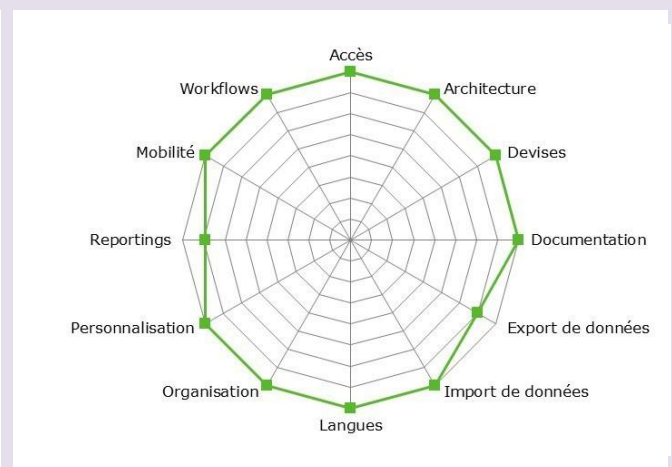 Accès
Workflows
Architecture
Mobilité
Devises
Reportings
Documentation
Personnalisation
Export de données
Organisation
Import de données
Langues